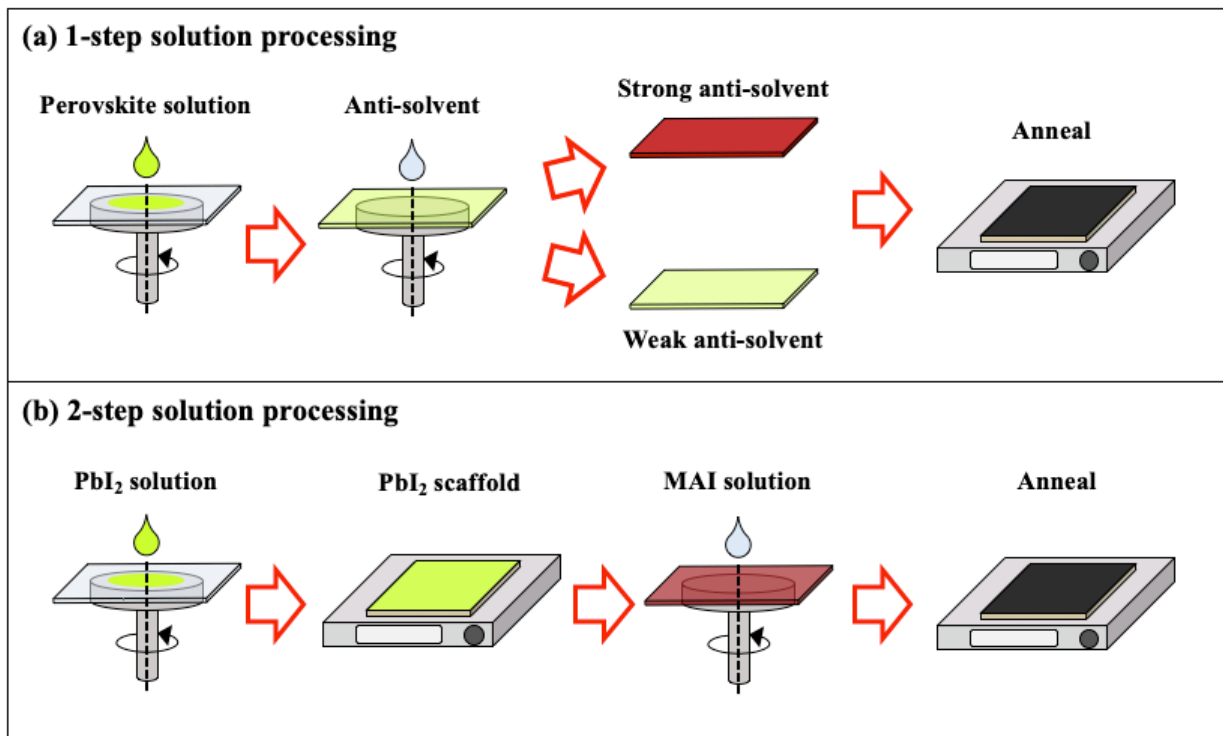 (a) 1-step solution processing
Perovskite solution
Anti-solvent
Strong anti-solvent
Anneal
Weak anti-solvent
(b) 2-step solution processing
PbI₂ solution
PbI₂ scaffold
MAI solution
Anneal